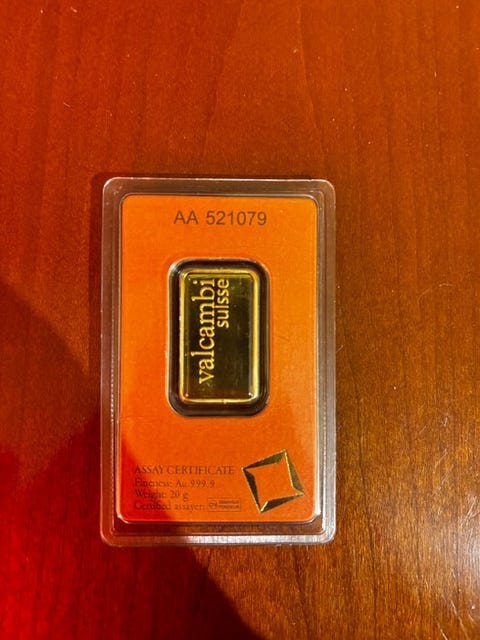 AA 521079
valcambi
suisse
ASSAY CERTIFICATE
Fineness: Au 999.9
Weight: 20 g
Certified assayer: